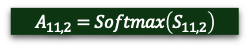 A₁₁,₂ = Softmax(S₁₁,₂)